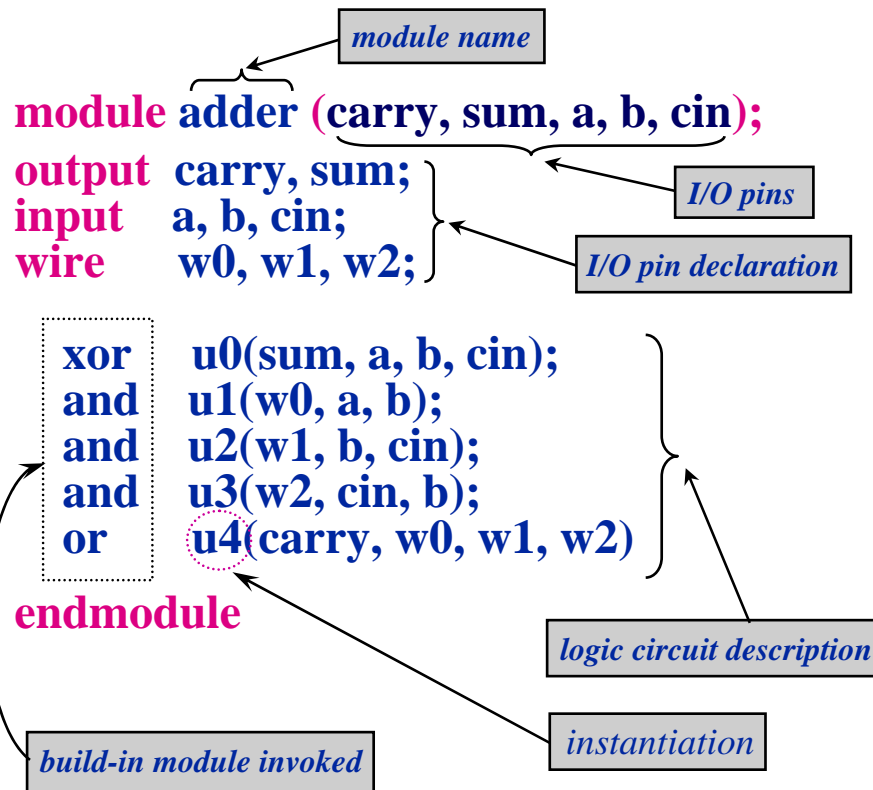 module name
module adder (carry, sum, a, b, cin);
output carry, sum;
input a, b, cin;
wire w0, w1, w2;
I/O pins
I/O pin declaration
xor u0(sum, a, b, cin);
and u1(w0, a, b);
and u2(w1, b, cin);
and u3(w2, cin, b);
or u4(carry, w0, w1, w2)
endmodule
logic circuit description
instantiation
build-in module invoked